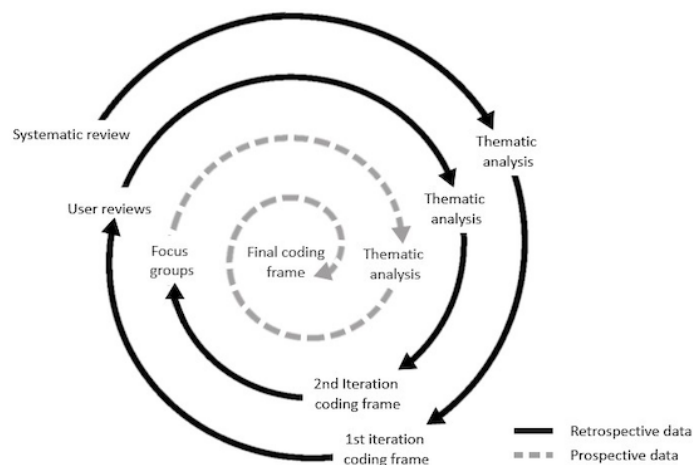 Systematic review
Thematic
analysis
User reviews
Thematic
analysis
Focus
groups
Final coding
frame
Thematic
analysis
2nd Iteration
coding frame
1st iteration
coding frame
Retrospective data
Prospective data